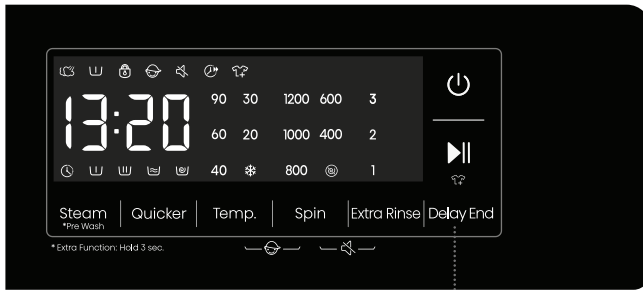 13:20
90 30 1200 600 3
60 20 1000 400 2
40 800 1
Steam Quicker Temp. Spin Extra Rinse Delay End
*Pre Wash
* Extra Function: Hold 3 sec.